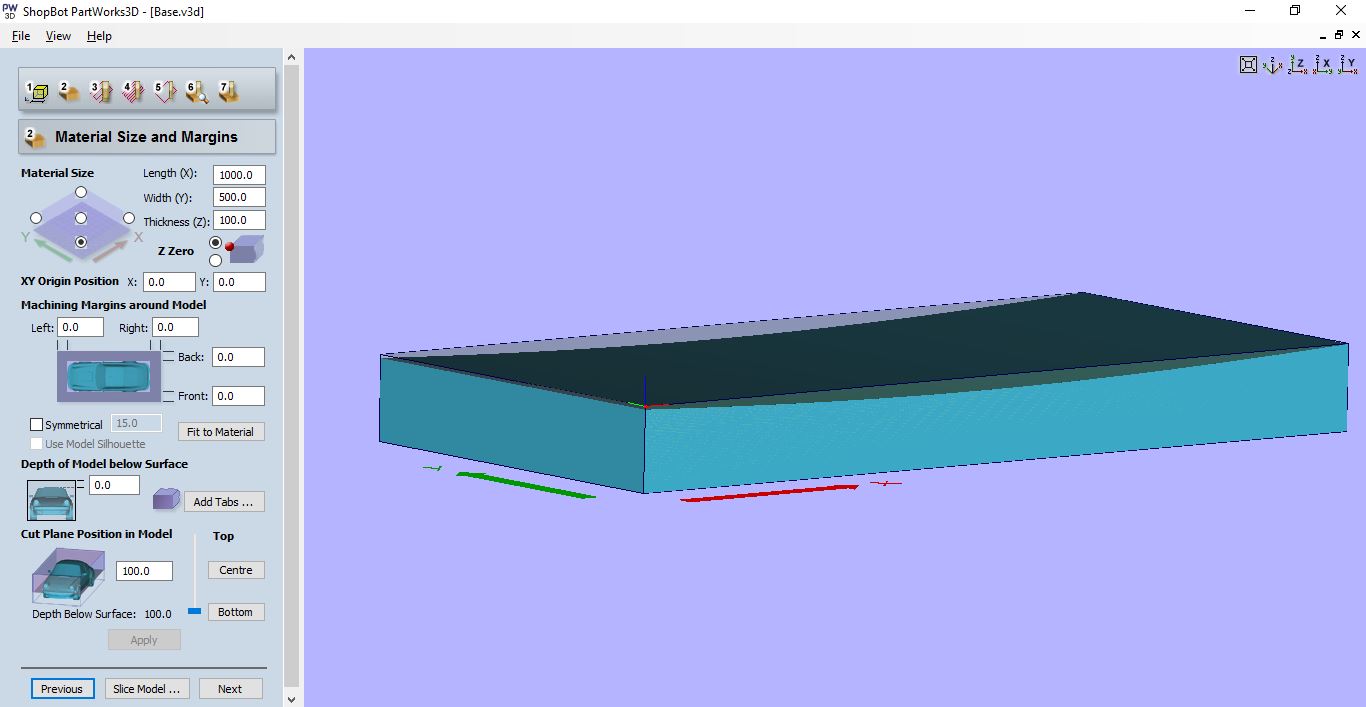 PW 3D ShopBot PartWorks3D - [Base.v3d]
File View Help
1 2 3 4 5 6 7
2 Material Size and Margins
Material Size
Length (X): 1000.0
Width (Y): 500.0
Thickness (Z): 100.0
Y X
Z Zero
XY Origin Position X: 0.0 Y: 0.0
Machining Margins around Model
Left: 0.0 Right: 0.0
Back: 0.0
Front: 0.0
Symmetrical 15.0
Fit to Material
Use Model Silhouette
Depth of Model below Surface
0.0
Add Tabs ...
Cut Plane Position in Model
Top
100.0
Centre
Depth Below Surface: 100.0
Bottom
Apply
Previous Slice Model ... Next